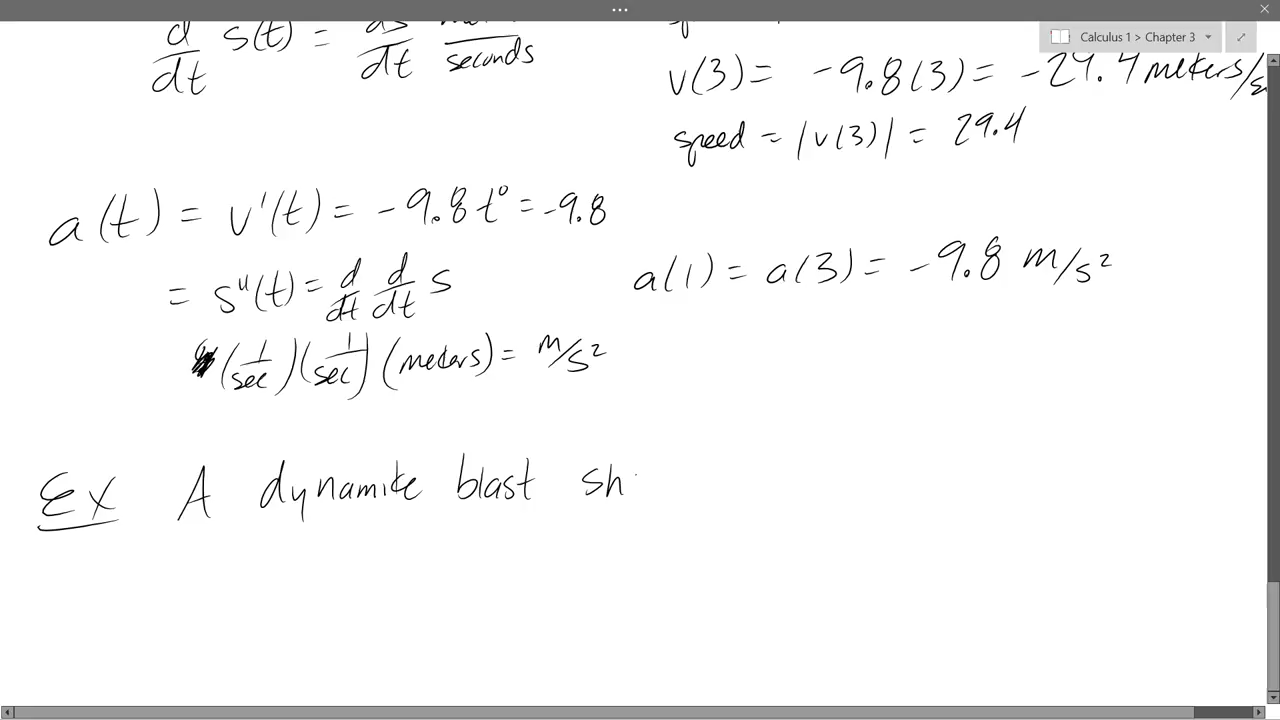 Calculus 1 > Chapter 3
d/dt s(t) = ds/dt /seconds
v(3) = -9.8(3) = -29.4 meters/
speed = |v(3)| = 29.4
a(t) = v'(t) = -9.8t⁰ = -9.8
= s"(t) = d/dt d/dt s
a(1) = a(3) = -9.8 m/s²
(1/sec)(1/sec)(meters) = m/s²
Ex A dynamite blast sh